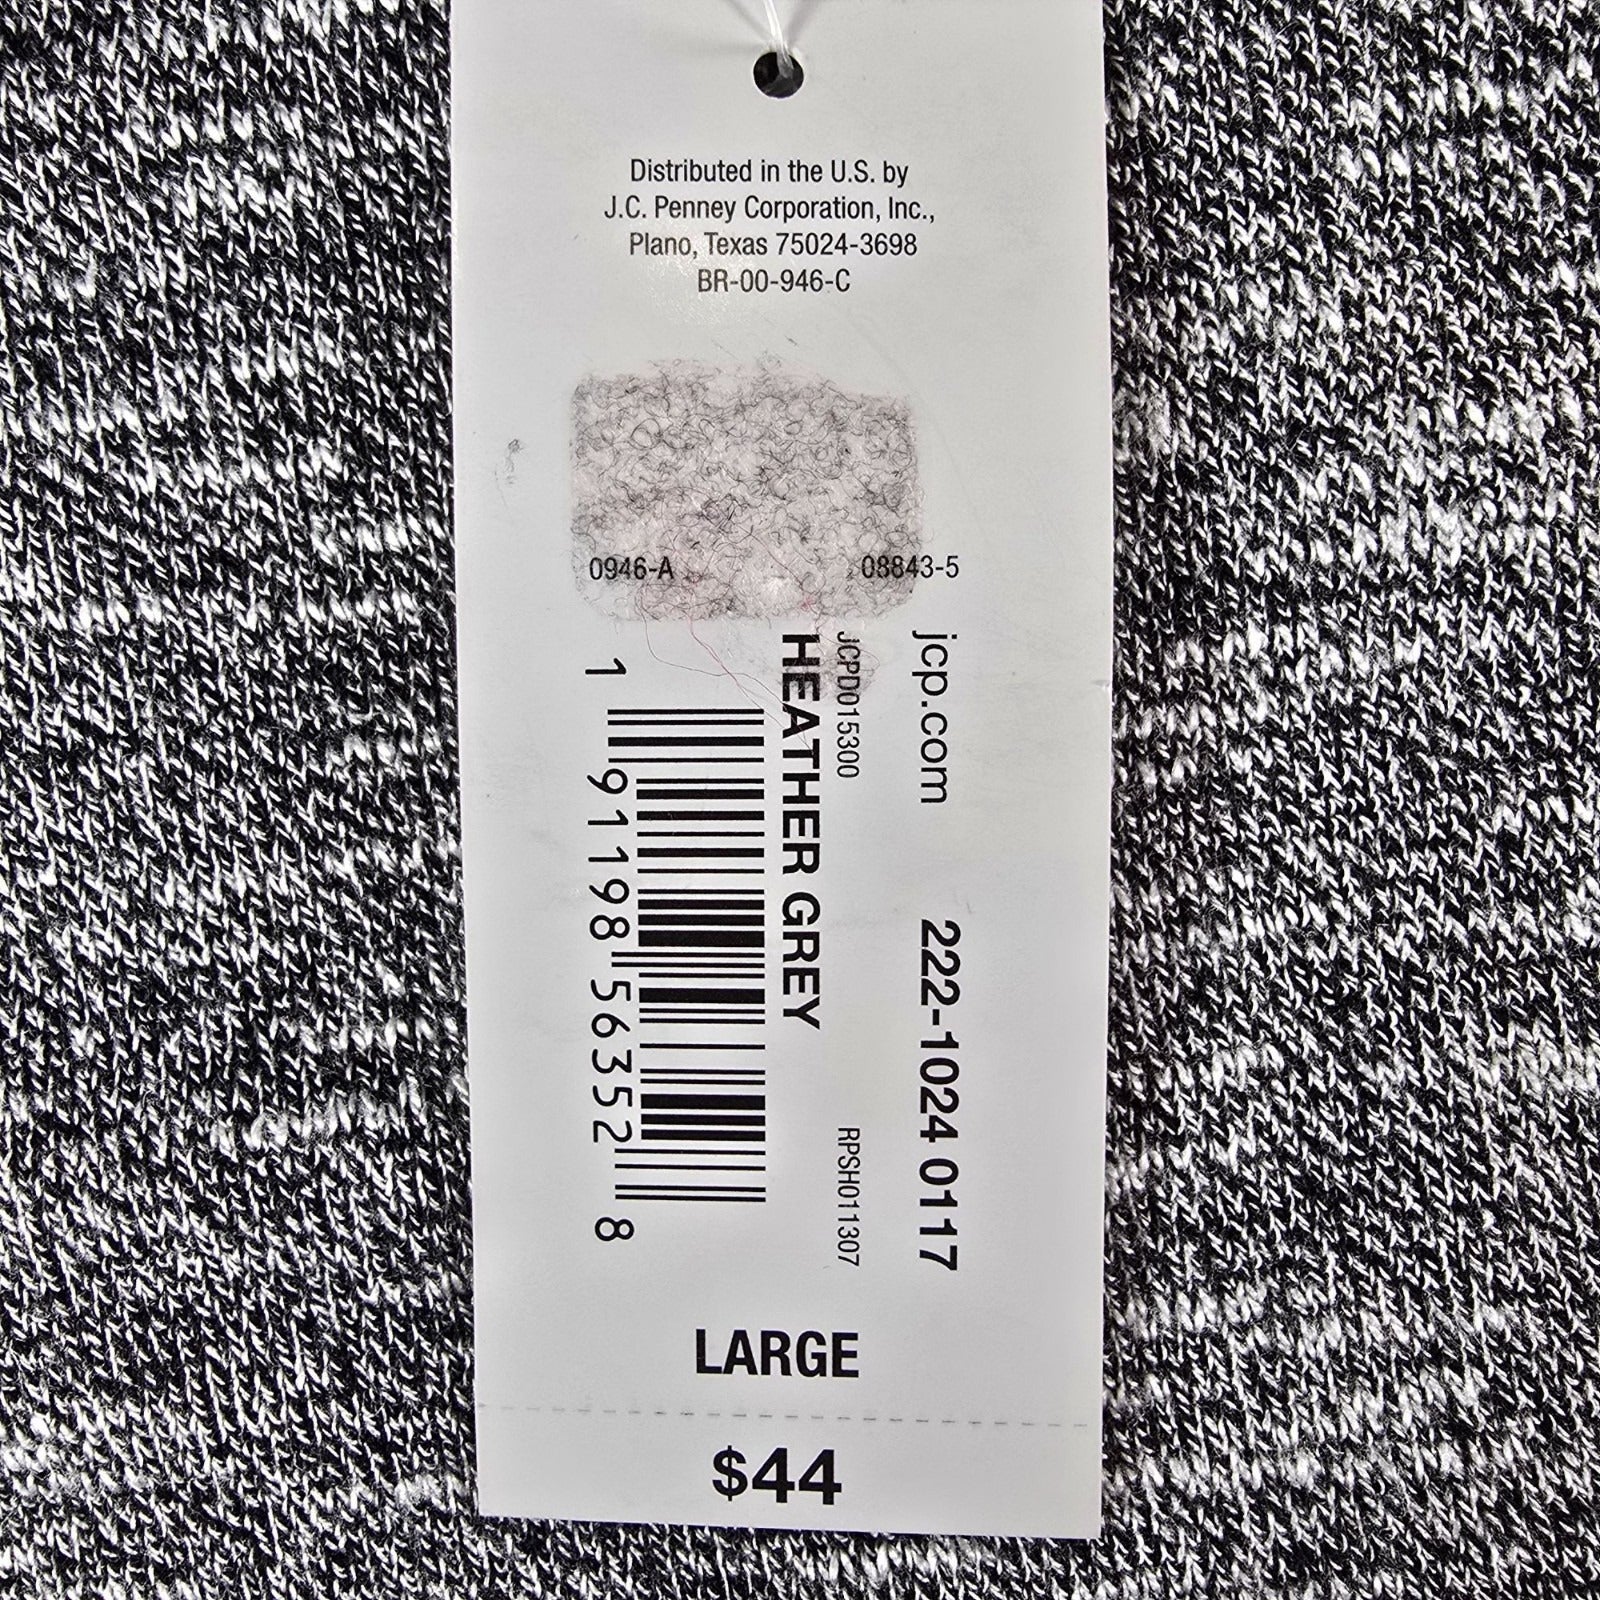 Distributed in the U.S. by
J.C. Penney Corporation, Inc.,
Plano, Texas 75024-3698
BR-00-946-C
0946-A
08843-5
jcp.com 222-1024 0117
JCPD015300 RPSH011307
HEATHER GREY
1 91198 56352 8
LARGE
$44